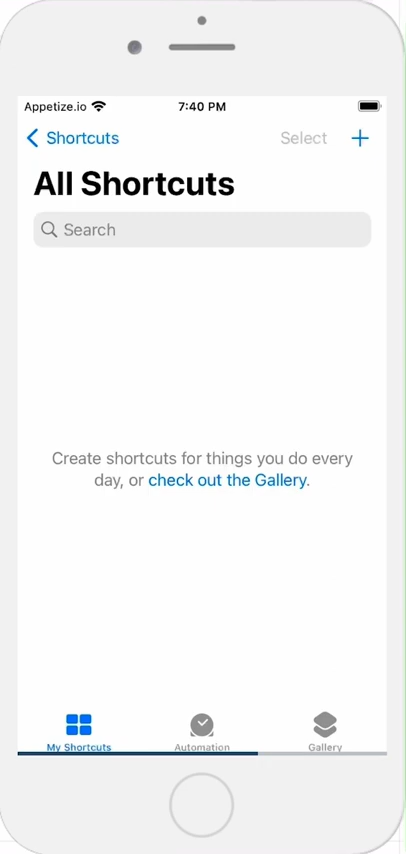 Appetize.io 7:40 PM
Shortcuts Select
All Shortcuts
Search
Create shortcuts for things you do every
day, or check out the Gallery.
My Shortcuts Automation Gallery